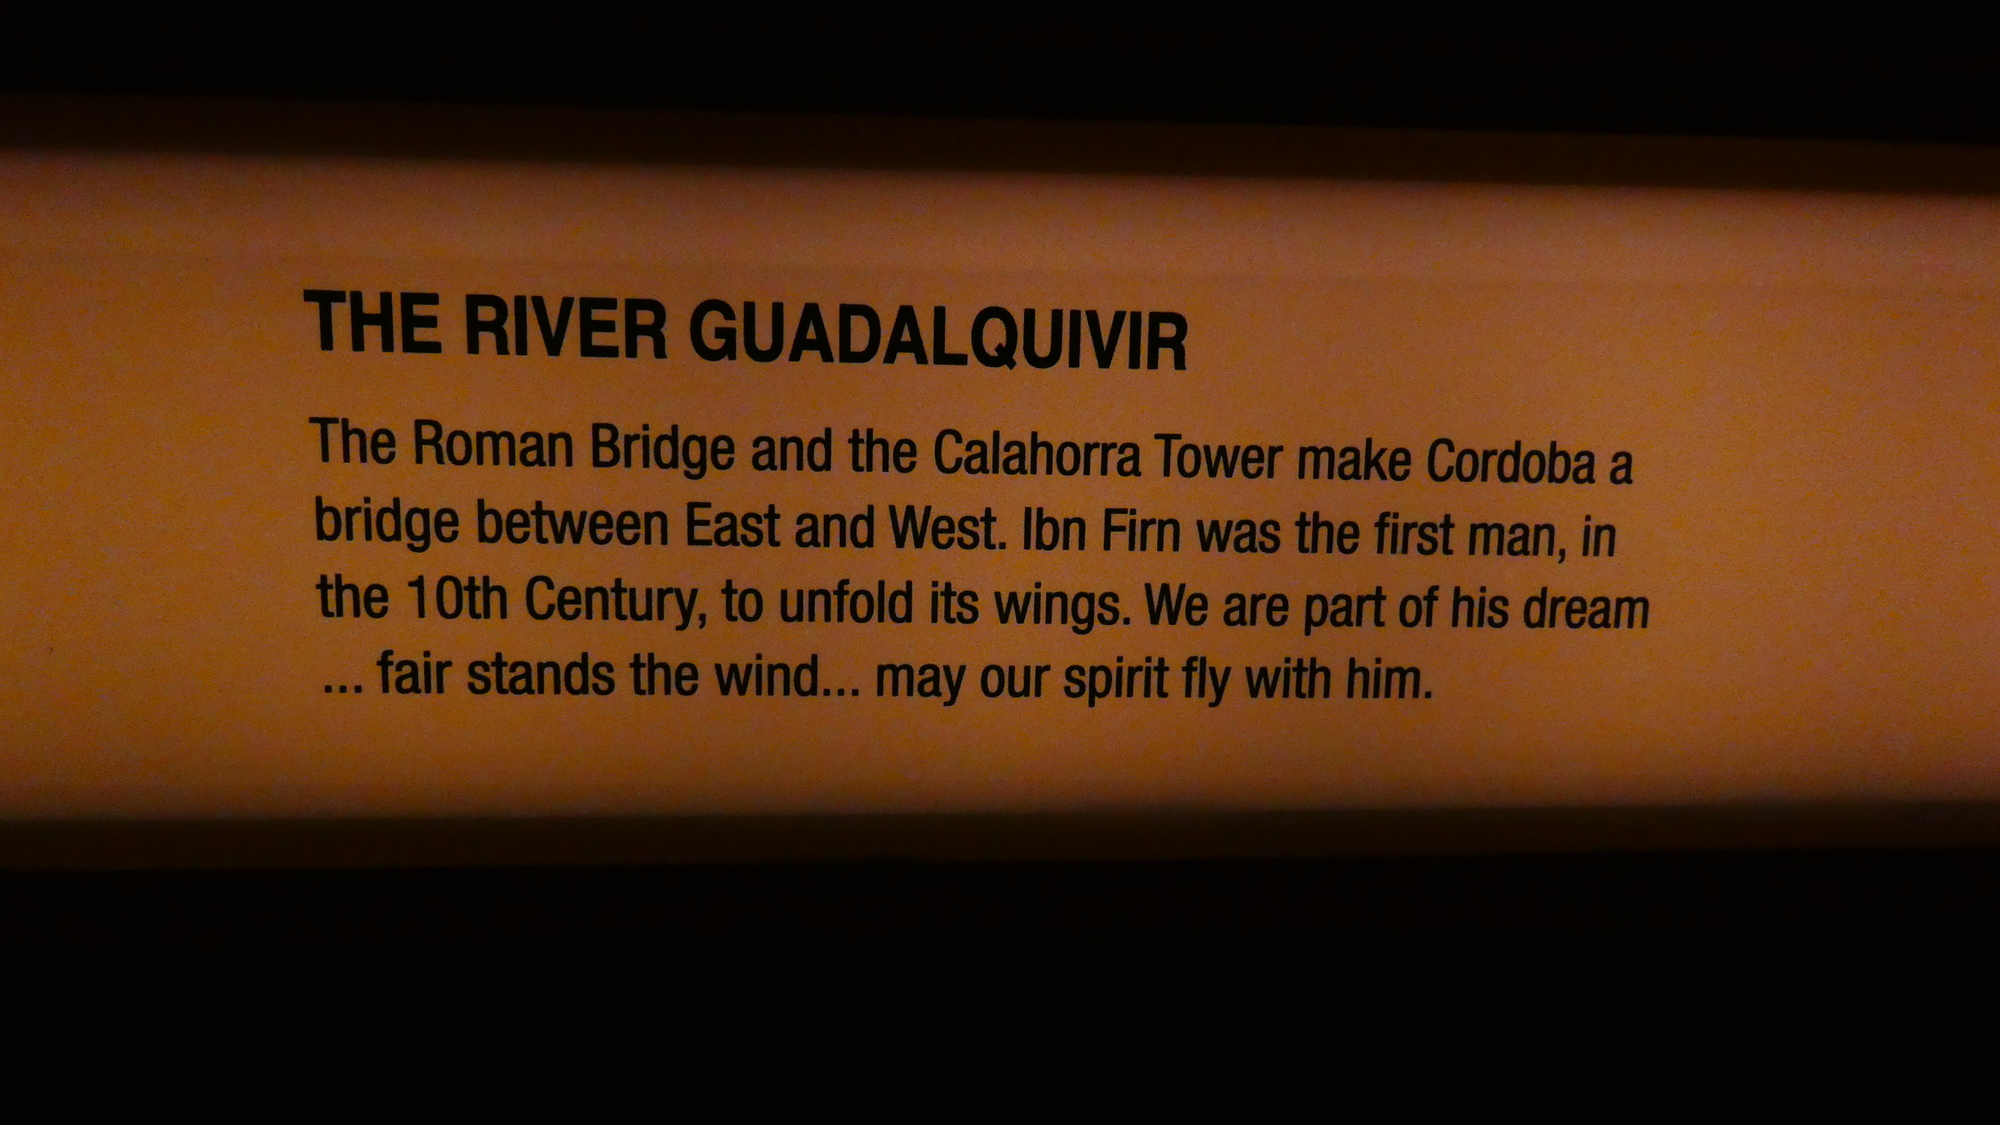 THE RIVER GUADALQUIVIR
The Roman Bridge and the Calahorra Tower make Cordoba a
bridge between East and West. Ibn Firn was the first man, in
the 10th Century, to unfold its wings. We are part of his dream
... fair stands the wind... may our spirit fly with him.